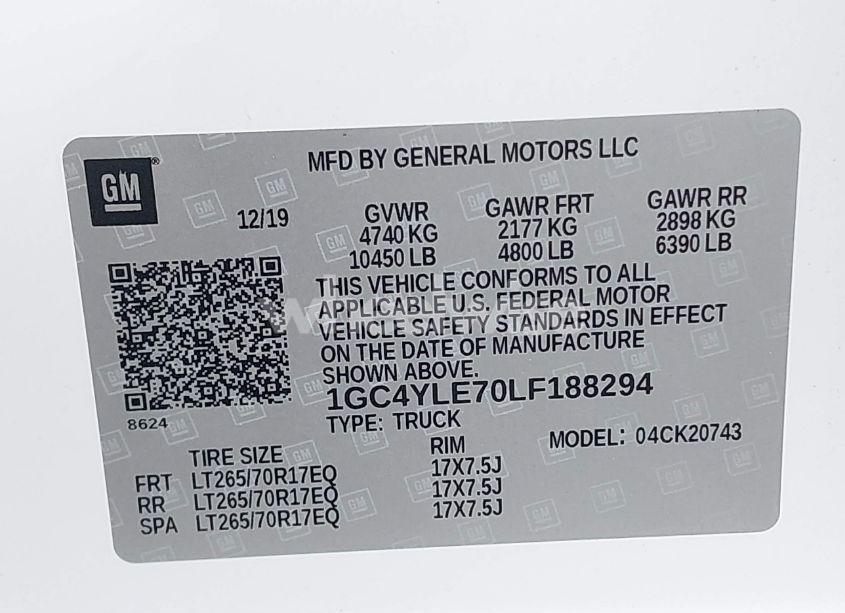 GM®
MFD BY GENERAL MOTORS LLC
12/19
GVWR GAWR FRT GAWR RR
4740 KG 2177 KG 2898 KG
10450 LB 4800 LB 6390 LB
THIS VEHICLE CONFORMS TO ALL
APPLICABLE U.S. FEDERAL MOTOR
VEHICLE SAFETY STANDARDS IN EFFECT
ON THE DATE OF MANUFACTURE
SHOWN ABOVE.
1GC4YLE70LF188294
8624
TYPE: TRUCK
MODEL: 04CK20743
TIRE SIZE RIM
FRT LT265/70R17EQ 17X7.5J
RR LT265/70R17EQ 17X7.5J
SPA LT265/70R17EQ 17X7.5J